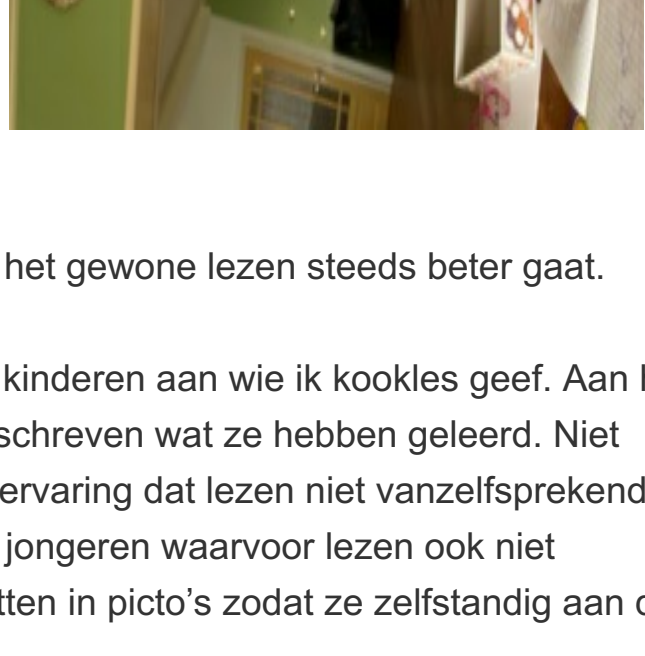 het gewone lezen steeds beter gaat.
kinderen aan wie ik kookles geef. Aan
schreven wat ze hebben geleerd. Niet
ervaring dat lezen niet vanzelfsprekend
jongeren waarvoor lezen ook niet
tten in picto's zodat ze zelfstandig aan